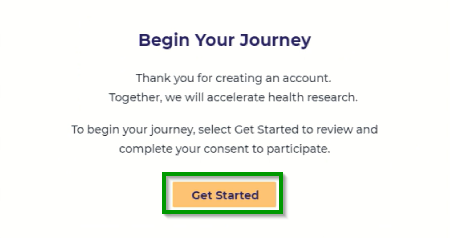 Begin Your Journey
Thank you for creating an account.
Together, we will accelerate health research.
To begin your journey, select Get Started to review and
complete your consent to participate.
Get Started